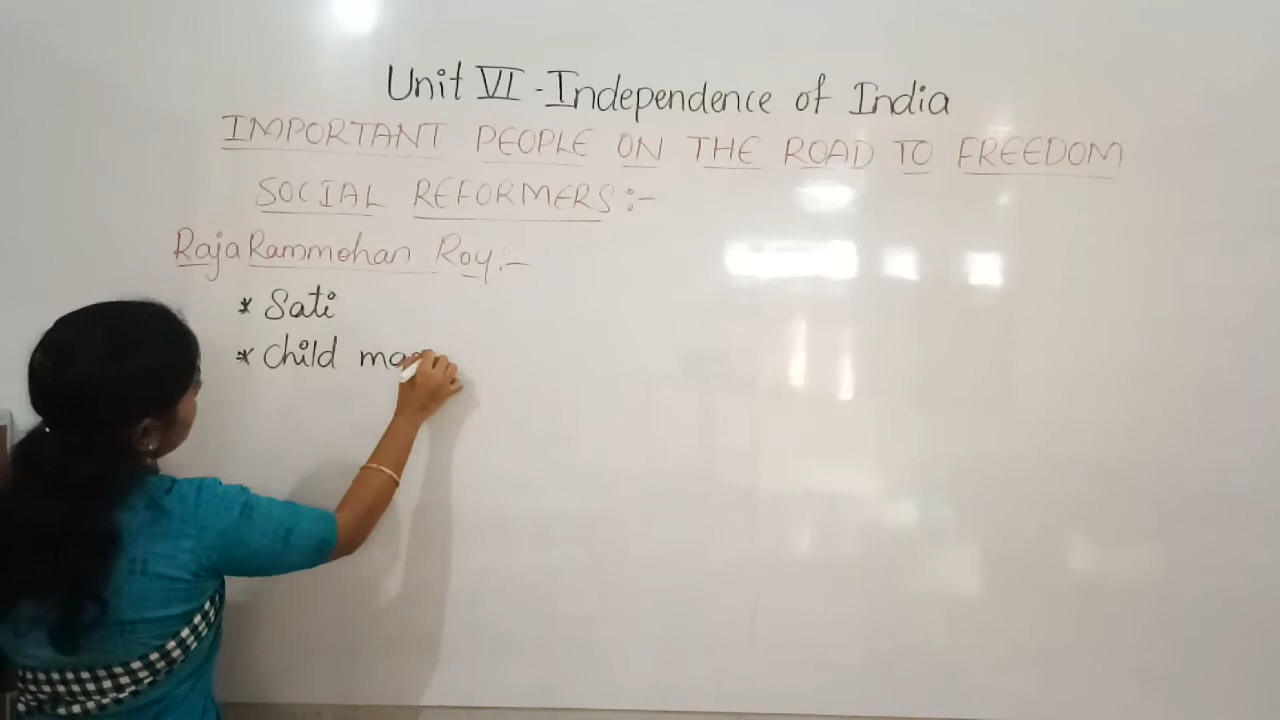 Unit VI - Independence of India
IMPORTANT PEOPLE ON THE ROAD TO FREEDOM
SOCIAL REFORMERS:-
Raja Rammohan Roy:-
* Sati
* Child